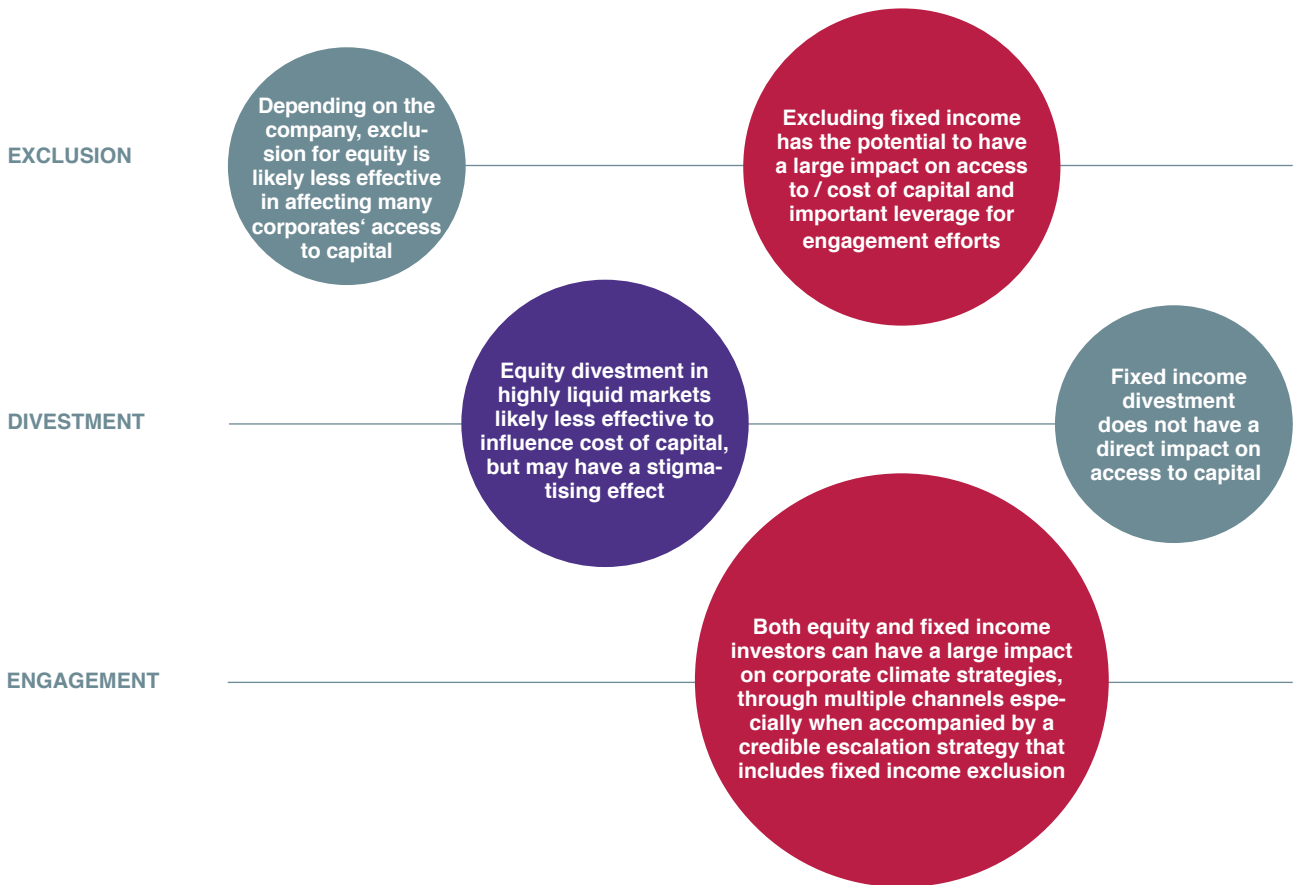 EXCLUSION
Depending on the
company, exclu-
sion for equity is
likely less effective
in affecting many
corporates‘ access
to capital
Excluding fixed income
has the potential to have
a large impact on access
to / cost of capital and
important leverage for
engagement efforts
DIVESTMENT
Equity divestment in
highly liquid markets
likely less effective to
influence cost of capital,
but may have a stigma-
tising effect
Fixed income
divestment
does not have a
direct impact on
access to capital
ENGAGEMENT
Both equity and fixed income
investors can have a large impact
on corporate climate strategies,
through multiple channels espe-
cially when accompanied by a
credible escalation strategy that
includes fixed income exclusion